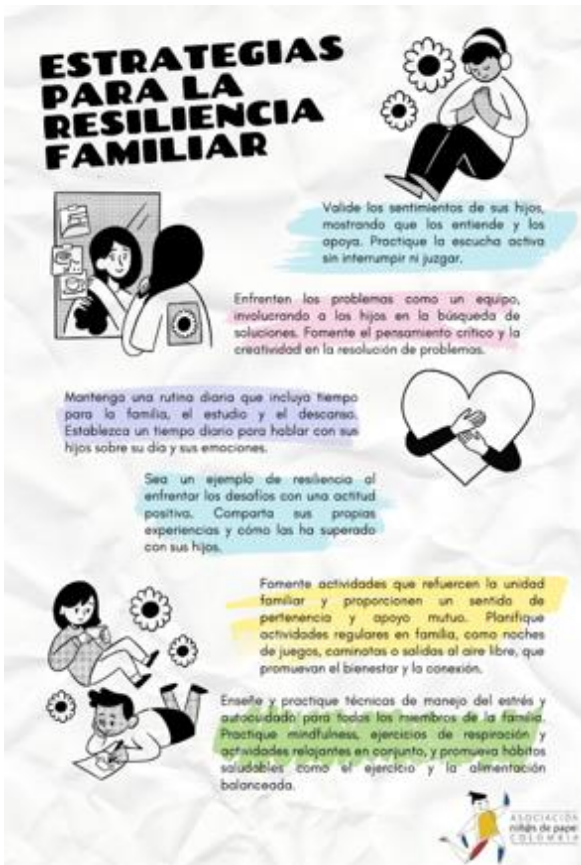 ESTRATEGIAS
PARA LA
RESILIENCIA
FAMILIAR
Valide los sentimientos de sus hijos,
mostrando que los entiende y los
apoya. Practique la escucha activa
sin interrumpir ni juzgar.
Enfrenten los problemas como un equipo,
involucrando a los hijos en la búsqueda de
soluciones. Fomente el pensamiento crítico y la
creatividad en la resolución de problemas.
Mantenga una rutina diaria que incluya tiempo
para la familia, el estudio y el descanso.
Establezca un tiempo diario para hablar con sus
hijos sobre su día y sus emociones.
Sea un ejemplo de resiliencia al
enfrentar los desafíos con una actitud
positiva. Comparta sus propias
experiencias y cómo las ha superado
con sus hijos.
Fomente actividades que refuercen la unidad
familiar y proporcionen un sentido de
pertenencia y apoyo mutuo. Planifique
actividades regulares en familia, como noches
de juegos, caminatas o salidas al aire libre, que
promuevan el bienestar y la conexión.
Enseñe y practique técnicas de manejo del estrés y
autocuidado para todos los miembros de la familia.
Practique mindfulness, ejercicios de respiración y
actividades relajantes en conjunto, y promueva hábitos
saludables como el ejercicio y la alimentación
balanceada.
ASOCIACIÓN
niñ@s de papel
COLOMBIA